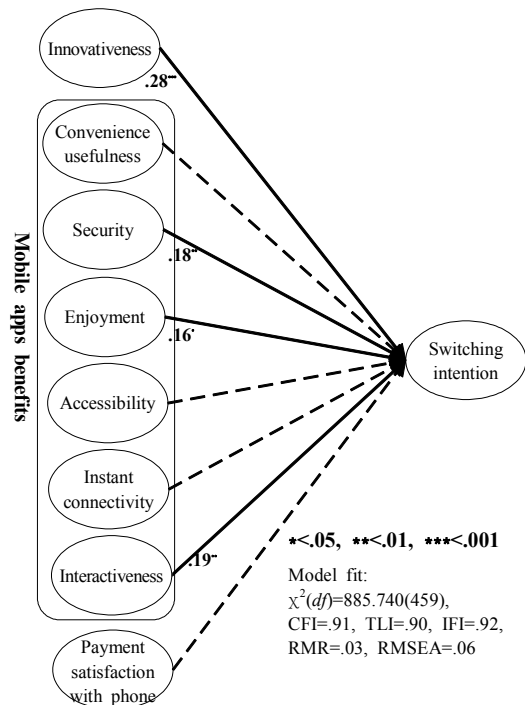 Innovativeness
.28***
Convenience
usefulness
Security
.18**
Mobile apps benefits
Enjoyment
.16*
Switching
intention
Accessibility
Instant
connectivity
.19**
Interactiveness
*<.05, **<.01, ***<.001
Model fit:
χ²(df)=885.740(459),
CFI=.91, TLI=.90, IFI=.92,
RMR=.03, RMSEA=.06
Payment
satisfaction
with phone